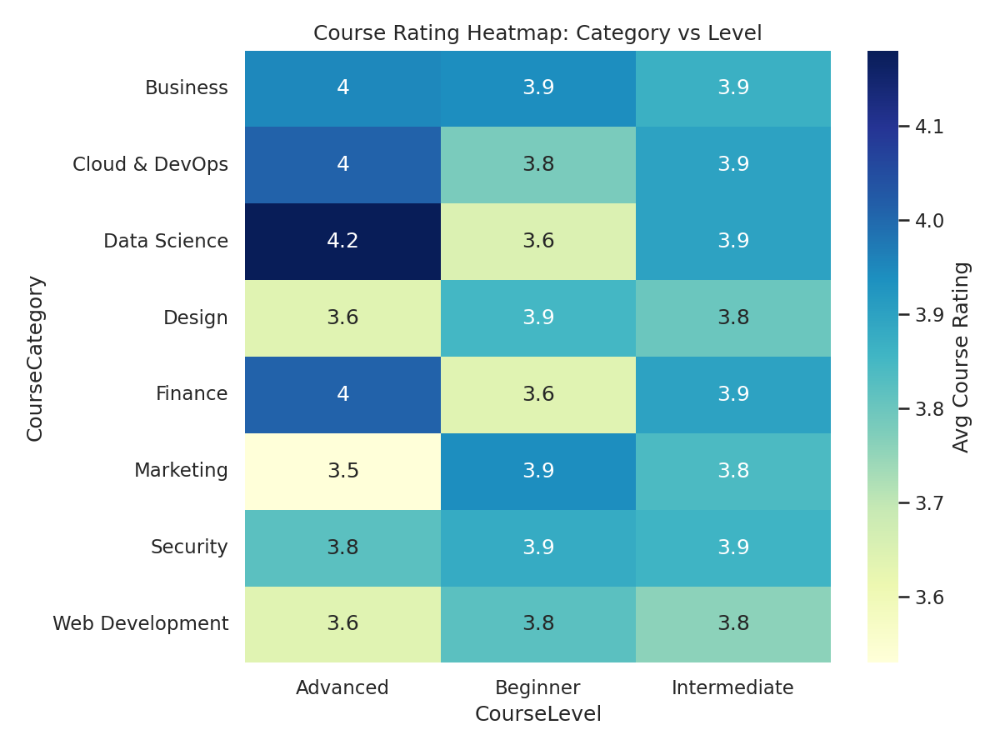 Course Rating Heatmap: Category vs Level
CourseCategory
Business 4 3.9 3.9
Cloud & DevOps 4 3.8 3.9
Data Science 4.2 3.6 3.9
Design 3.6 3.9 3.8
Finance 4 3.6 3.9
Marketing 3.5 3.9 3.8
Security 3.8 3.9 3.9
Web Development 3.6 3.8 3.8
Advanced Beginner Intermediate
CourseLevel
4.1
4.0
3.9
3.8
3.7
3.6
Avg Course Rating